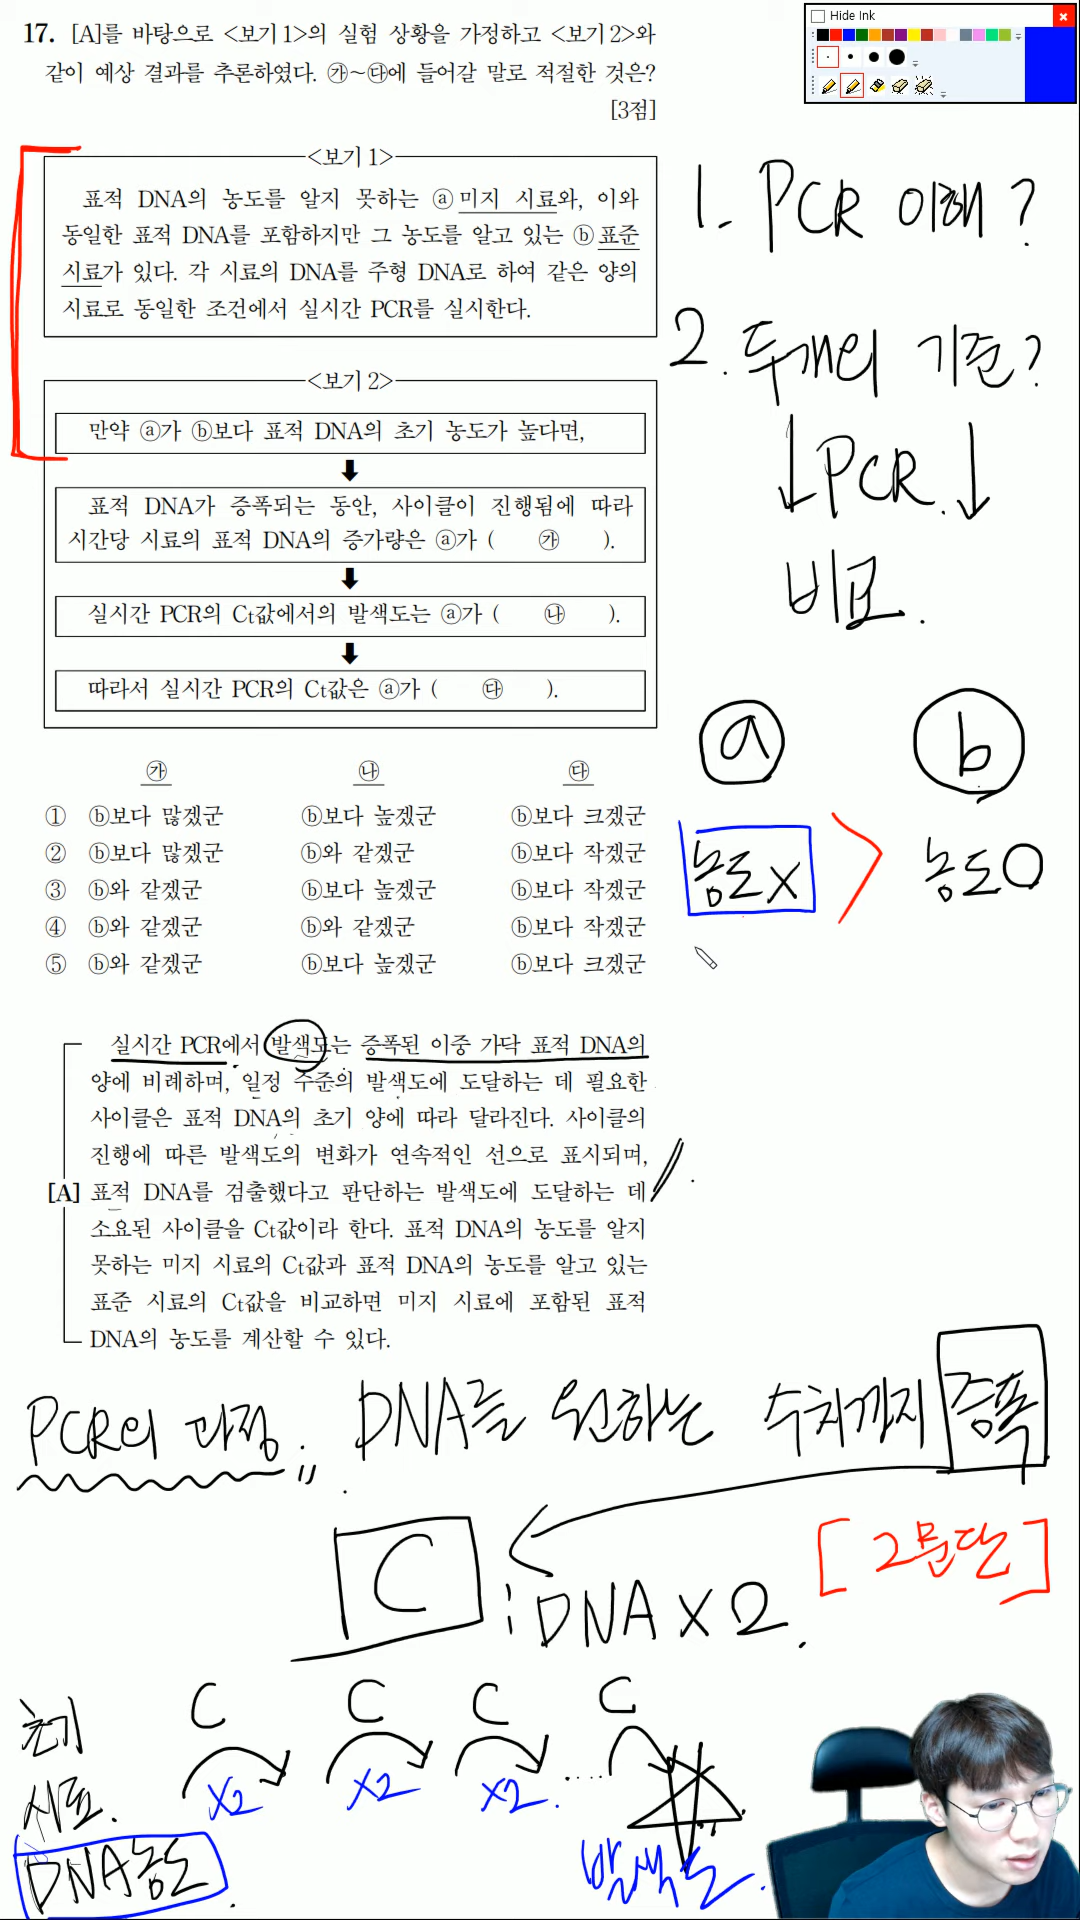 17. [A]를 바탕으로 <보기 1>의 실험 상황을 가정하고 <보기 2>와
같이 예상 결과를 추론하였다. ㉮~㉰에 들어갈 말로 적절한 것은?
[3점]
<보기 1>
표적 DNA의 농도를 알지 못하는 ⓐ 미지 시료와, 이와
동일한 표적 DNA를 포함하지만 그 농도를 알고 있는 ⓑ 표준
시료가 있다. 각 시료의 DNA를 주형 DNA로 하여 같은 양의
시료로 동일한 조건에서 실시간 PCR를 실시한다.
<보기 2>
만약 ⓐ가 ⓑ보다 표적 DNA의 초기 농도가 높다면,
표적 DNA가 증폭되는 동안, 사이클이 진행됨에 따라
시간당 시료의 표적 DNA의 증가량은 ⓐ가 ( ㉮ ).
실시간 PCR의 Ct값에서의 발색도는 ⓐ가 ( ㉯ ).
따라서 실시간 PCR의 Ct값은 ⓐ가 ( ㉰ ).
㉮ ㉯ ㉰
① ⓑ보다 많겠군 ⓑ보다 높겠군 ⓑ보다 크겠군
② ⓑ보다 많겠군 ⓑ와 같겠군 ⓑ보다 작겠군
③ ⓑ와 같겠군 ⓑ보다 높겠군 ⓑ보다 작겠군
④ ⓑ와 같겠군 ⓑ와 같겠군 ⓑ보다 작겠군
⑤ ⓑ와 같겠군 ⓑ보다 높겠군 ⓑ보다 크겠군
실시간 PCR에서 발색도는 증폭된 이중 가닥 표적 DNA의
양에 비례하며, 일정 수준의 발색도에 도달하는 데 필요한
사이클은 표적 DNA의 초기 양에 따라 달라진다. 사이클의
진행에 따른 발색도의 변화가 연속적인 선으로 표시되며,
[A] 표적 DNA를 검출했다고 판단하는 발색도에 도달하는 데
소요된 사이클을 Ct값이라 한다. 표적 DNA의 농도를 알지
못하는 미지 시료의 Ct값과 표적 DNA의 농도를 알고 있는
표준 시료의 Ct값을 비교하면 미지 시료에 포함된 표적
DNA의 농도를 계산할 수 있다.
Hide Ink
1. PCR 이해?
2. 두개의 기준?
↓PCR.↓
비교.
ⓐ ⓑ
농도X > 농도O
PCR의 과정. DNA를 원하는 수치까지 증폭
[2문단]
C : DNA X 2.
C C C C
초기
X2 X2 X2 ....
시료.
DNA농도
발색도.